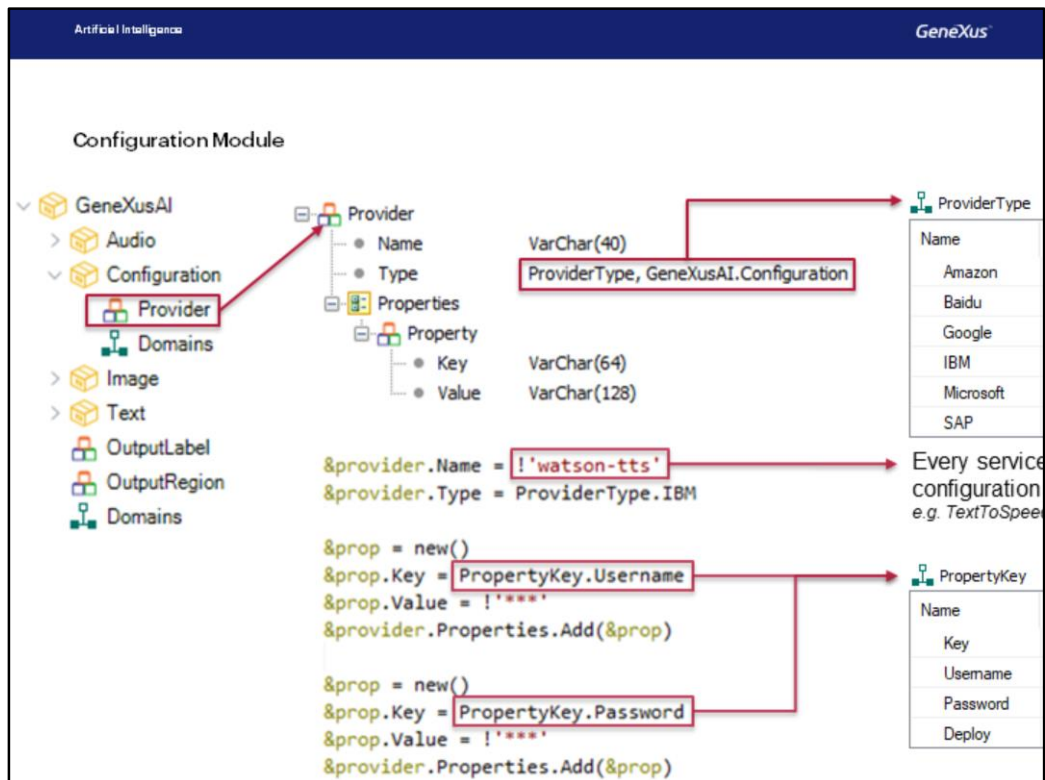 Artificial Intelligence
GeneXus
Configuration Module
GeneXusAI
Audio
Configuration
Provider
Domains
Image
Text
OutputLabel
OutputRegion
Domains
Provider
Name VarChar(40)
Type ProviderType, GeneXusAI.Configuration
Properties
Property
Key VarChar(64)
Value VarChar(128)
&provider.Name = !'watson-tts'
&provider.Type = ProviderType.IBM
&prop = new()
&prop.Key = PropertyKey.Username
&prop.Value = !'***'
&provider.Properties.Add(&prop)
&prop = new()
&prop.Key = PropertyKey.Password
&prop.Value = !'***'
&provider.Properties.Add(&prop)
ProviderType
Name
Amazon
Baidu
Google
IBM
Microsoft
SAP
Every service
configuration
e.g. TextToSpee
PropertyKey
Name
Key
Username
Password
Deploy